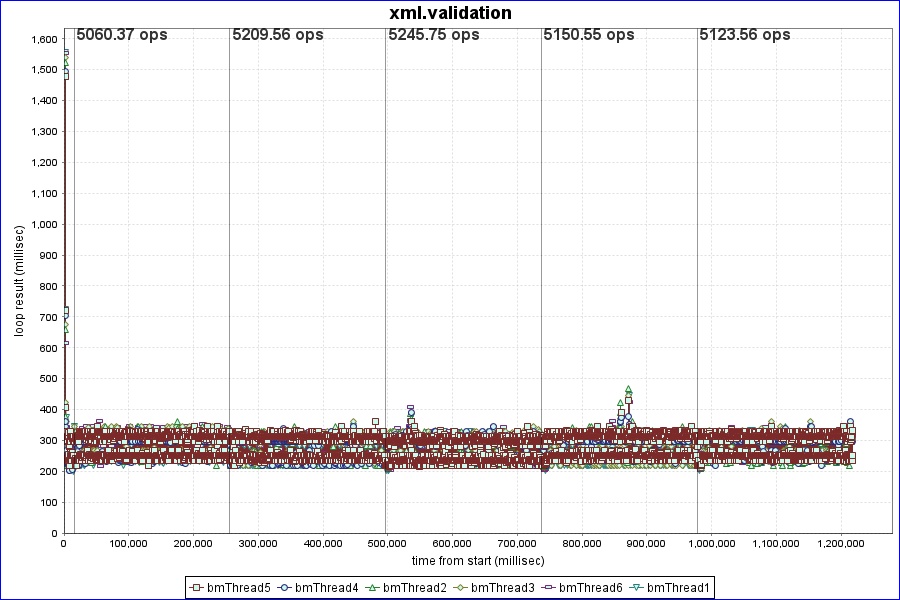 xml.validation
5060.37 ops 5209.56 ops 5245.75 ops 5150.55 ops 5123.56 ops
1,600
1,500
1,400
1,300
1,200
1,100
1,000
900
800
700
600
500
400
300
200
100
0
loop result (millisec)
0 100,000 200,000 300,000 400,000 500,000 600,000 700,000 800,000 900,000 1,000,000 1,100,000 1,200,000
time from start (millisec)
bmThread5 bmThread4 bmThread2 bmThread3 bmThread6 bmThread1